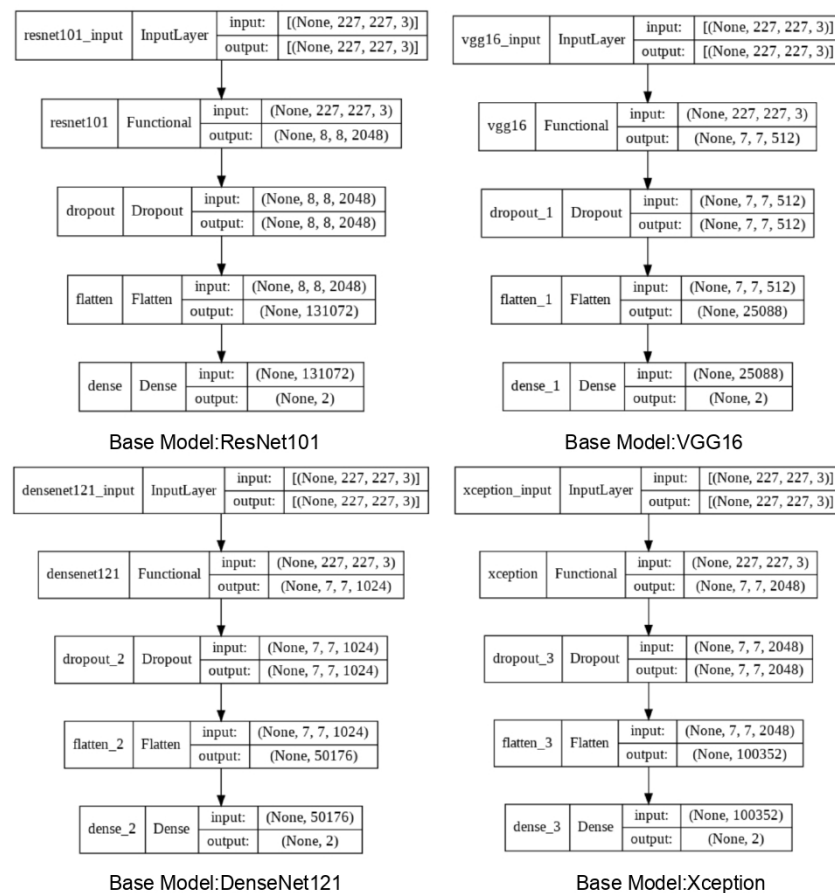 resnet101_input InputLayer input: [(None, 227, 227, 3)]
output: [(None, 227, 227, 3)]
resnet101 Functional input: (None, 227, 227, 3)
output: (None, 8, 8, 2048)
dropout Dropout input: (None, 8, 8, 2048)
output: (None, 8, 8, 2048)
flatten Flatten input: (None, 8, 8, 2048)
output: (None, 131072)
dense Dense input: (None, 131072)
output: (None, 2)
Base Model:ResNet101
vgg16_input InputLayer input: [(None, 227, 227, 3)]
output: [(None, 227, 227, 3)]
vgg16 Functional input: (None, 227, 227, 3)
output: (None, 7, 7, 512)
dropout_1 Dropout input: (None, 7, 7, 512)
output: (None, 7, 7, 512)
flatten_1 Flatten input: (None, 7, 7, 512)
output: (None, 25088)
dense_1 Dense input: (None, 25088)
output: (None, 2)
Base Model:VGG16
densenet121_input InputLayer input: [(None, 227, 227, 3)]
output: [(None, 227, 227, 3)]
densenet121 Functional input: (None, 227, 227, 3)
output: (None, 7, 7, 1024)
dropout_2 Dropout input: (None, 7, 7, 1024)
output: (None, 7, 7, 1024)
flatten_2 Flatten input: (None, 7, 7, 1024)
output: (None, 50176)
dense_2 Dense input: (None, 50176)
output: (None, 2)
Base Model:DenseNet121
xception_input InputLayer input: [(None, 227, 227, 3)]
output: [(None, 227, 227, 3)]
xception Functional input: (None, 227, 227, 3)
output: (None, 7, 7, 2048)
dropout_3 Dropout input: (None, 7, 7, 2048)
output: (None, 7, 7, 2048)
flatten_3 Flatten input: (None, 7, 7, 2048)
output: (None, 100352)
dense_3 Dense input: (None, 100352)
output: (None, 2)
Base Model:Xception